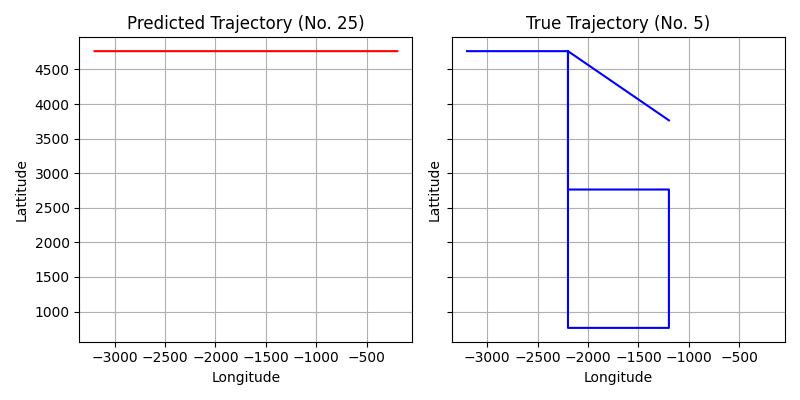 Predicted Trajectory (No. 25)
True Trajectory (No. 5)
Lattitude
4500
4000
3500
3000
2500
2000
1500
1000
−3000 −2500 −2000 −1500 −1000 −500
Longitude
Lattitude
−3000 −2500 −2000 −1500 −1000 −500
Longitude